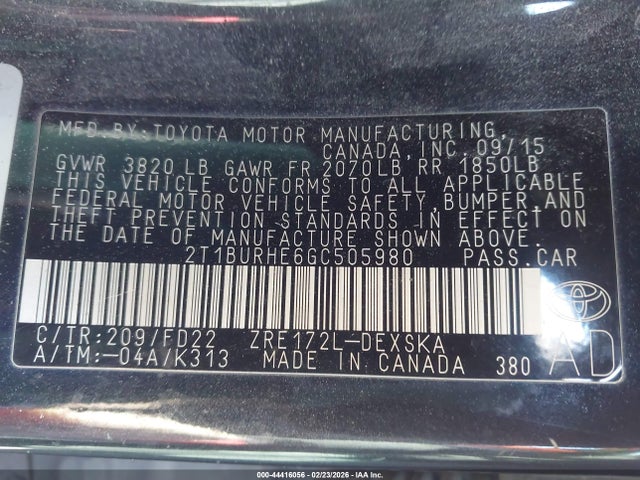 MFD.BY:TOYOTA MOTOR MANUFACTURING,
CANADA,INC. 09/15
GVWR 3820 LB GAWR FR 2070LB RR 1850LB
THIS VEHICLE CONFORMS TO ALL APPLICABLE
FEDERAL MOTOR VEHICLE SAFETY, BUMPER,AND
THEFT PREVENTION STANDARDS IN EFFECT ON
THE DATE OF MANUFACTURE SHOWN ABOVE.
2T1BURHE6GC505980 PASS.CAR
C/TR:209/FD22 ZRE172L-DEXSKA
A/TM:-04A/K313 MADE IN CANADA 380
AD
000-44416056 - 02/23/2026 - IAA Inc.